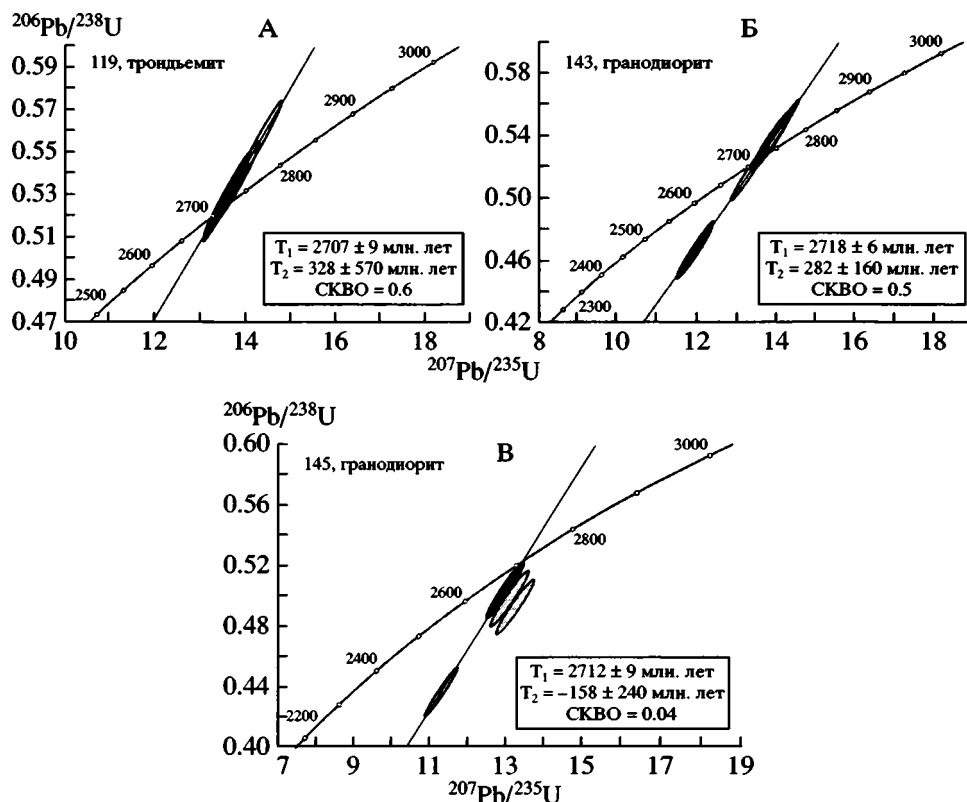 ²⁰⁶Pb/²³⁸U
А
119, трондьемит
0.59
0.57
0.55
0.53
0.51
0.49
0.47
10
12
14
16
18
2500
2600
2700
2800
2900
3000
T₁ = 2707 ± 9 млн. лет
T₂ = 328 ± 570 млн. лет
СКВО = 0.6
Б
143, гранодиорит
0.58
0.54
0.50
0.46
0.42
8
10
12
14
16
18
2300
2400
2500
2600
2700
2800
2900
3000
T₁ = 2718 ± 6 млн. лет
T₂ = 282 ± 160 млн. лет
СКВО = 0.5
²⁰⁷Pb/²³⁵U
²⁰⁶Pb/²³⁸U
В
145, гранодиорит
0.60
0.56
0.52
0.48
0.44
0.40
7
9
11
13
15
17
19
2200
2400
2600
2800
3000
T₁ = 2712 ± 9 млн. лет
T₂ = –158 ± 240 млн. лет
СКВО = 0.04
²⁰⁷Pb/²³⁵U